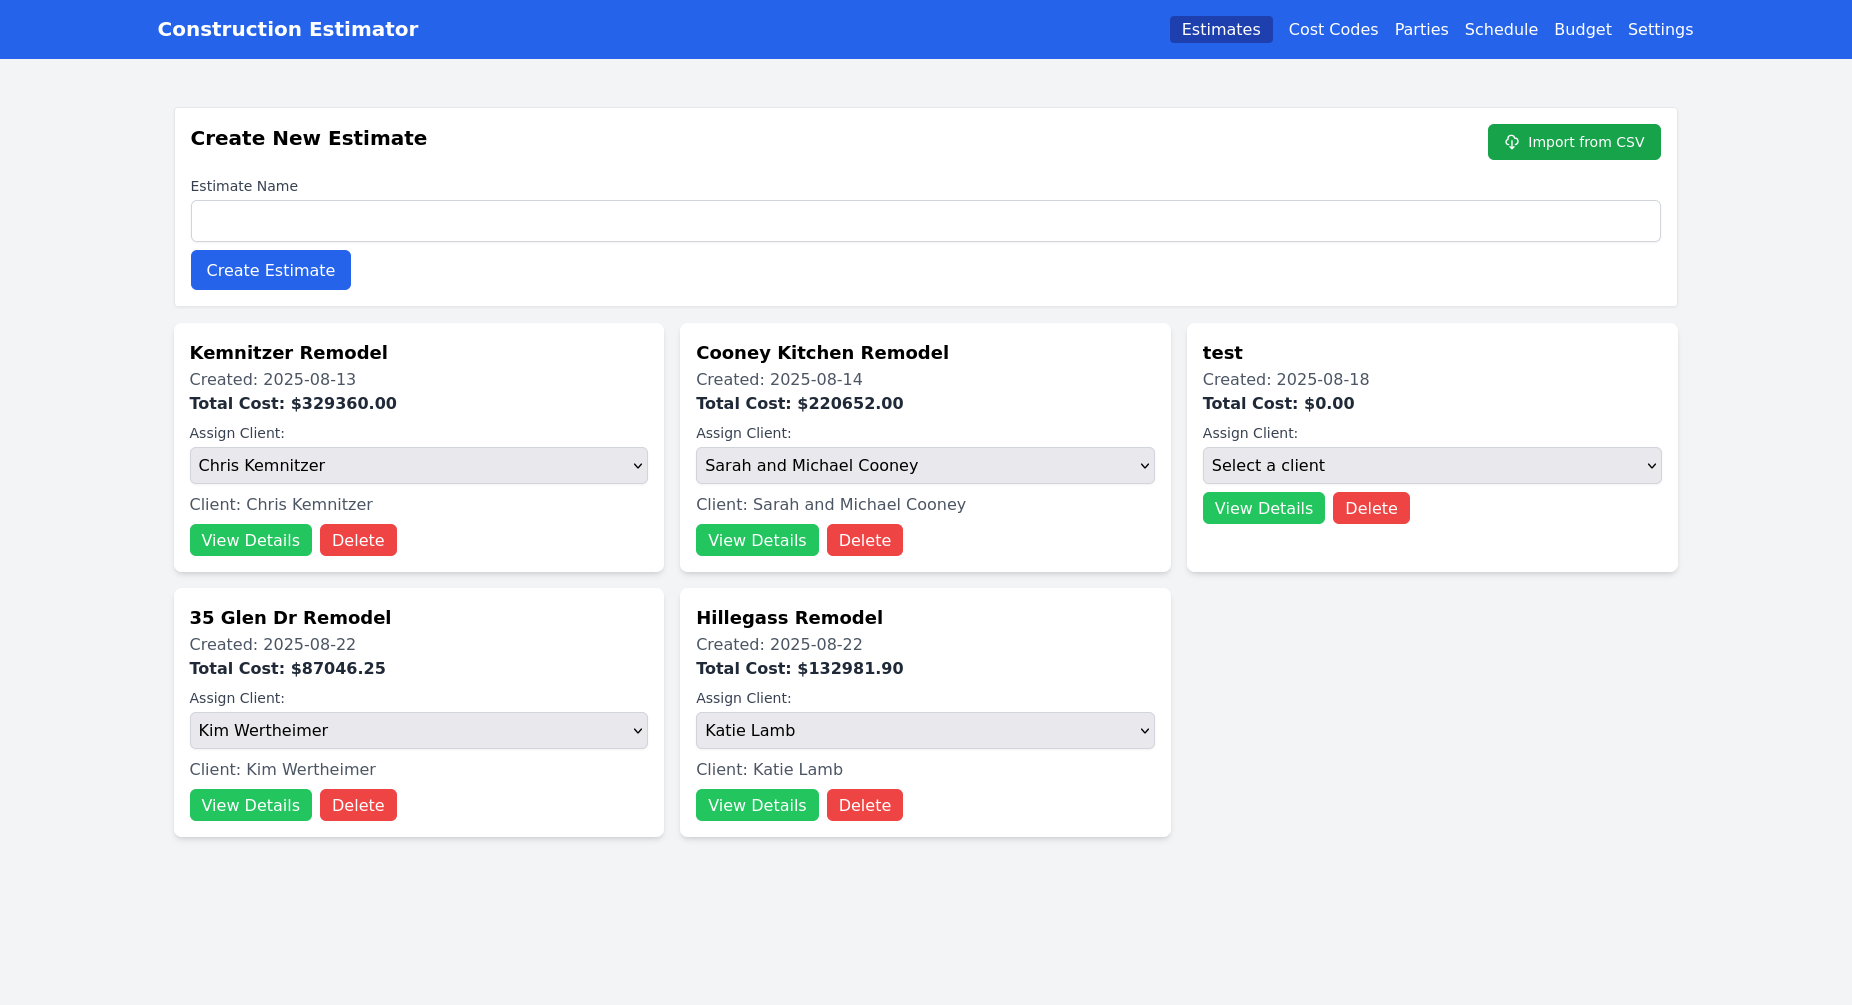 Construction Estimator
Estimates Cost Codes Parties Schedule Budget Settings
Create New Estimate
Import from CSV
Estimate Name
Create Estimate
Kemnitzer Remodel
Created: 2025-08-13
Total Cost: $329360.00
Assign Client:
Chris Kemnitzer
Client: Chris Kemnitzer
View Details Delete
Cooney Kitchen Remodel
Created: 2025-08-14
Total Cost: $220652.00
Assign Client:
Sarah and Michael Cooney
Client: Sarah and Michael Cooney
View Details Delete
test
Created: 2025-08-18
Total Cost: $0.00
Assign Client:
Select a client
View Details Delete
35 Glen Dr Remodel
Created: 2025-08-22
Total Cost: $87046.25
Assign Client:
Kim Wertheimer
Client: Kim Wertheimer
View Details Delete
Hillegass Remodel
Created: 2025-08-22
Total Cost: $132981.90
Assign Client:
Katie Lamb
Client: Katie Lamb
View Details Delete